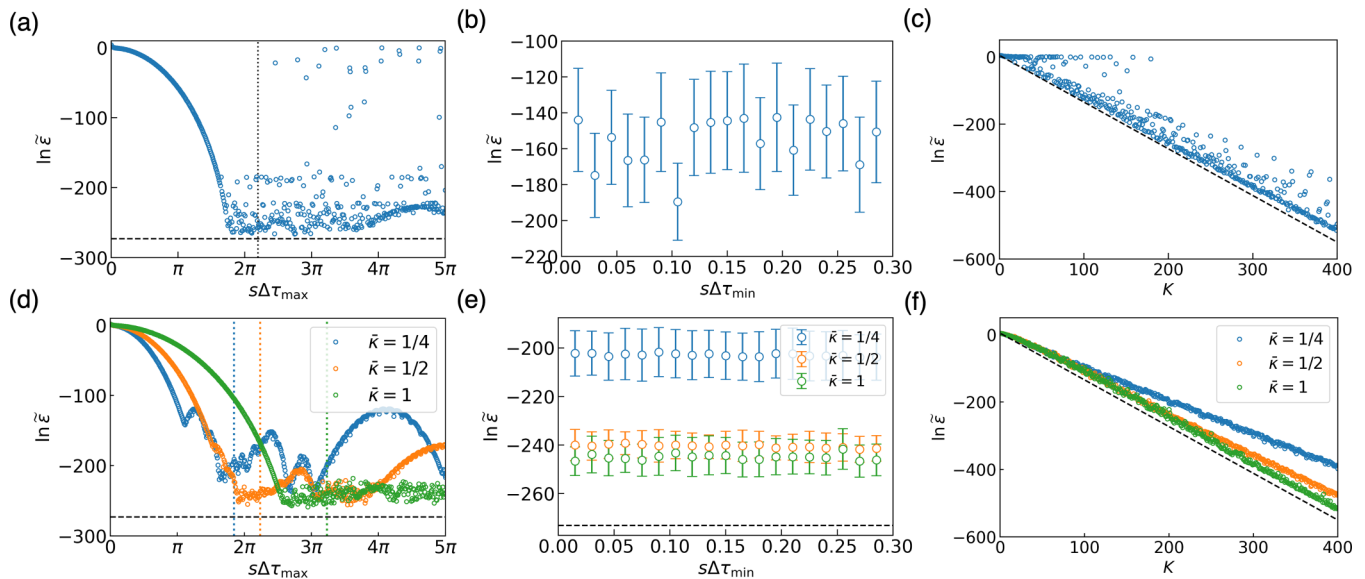 (a)
ln ε̃
0
−100
−200
−300
0
π
2π
3π
4π
5π
sΔτmax
(b)
ln ε̃
−100
−120
−140
−160
−180
−200
−220
0.00
0.05
0.10
0.15
0.20
0.25
0.30
sΔτmin
(c)
ln ε̃
0
−200
−400
−600
0
100
200
300
400
K
(d)
ln ε̃
0
−100
−200
−300
κ̄ = 1/4
κ̄ = 1/2
κ̄ = 1
0
π
2π
3π
4π
5π
sΔτmax
(e)
ln ε̃
−200
−220
−240
−260
κ̄ = 1/4
κ̄ = 1/2
κ̄ = 1
0.00
0.05
0.10
0.15
0.20
0.25
0.30
sΔτmin
(f)
ln ε̃
0
−200
−400
−600
κ̄ = 1/4
κ̄ = 1/2
κ̄ = 1
0
100
200
300
400
K